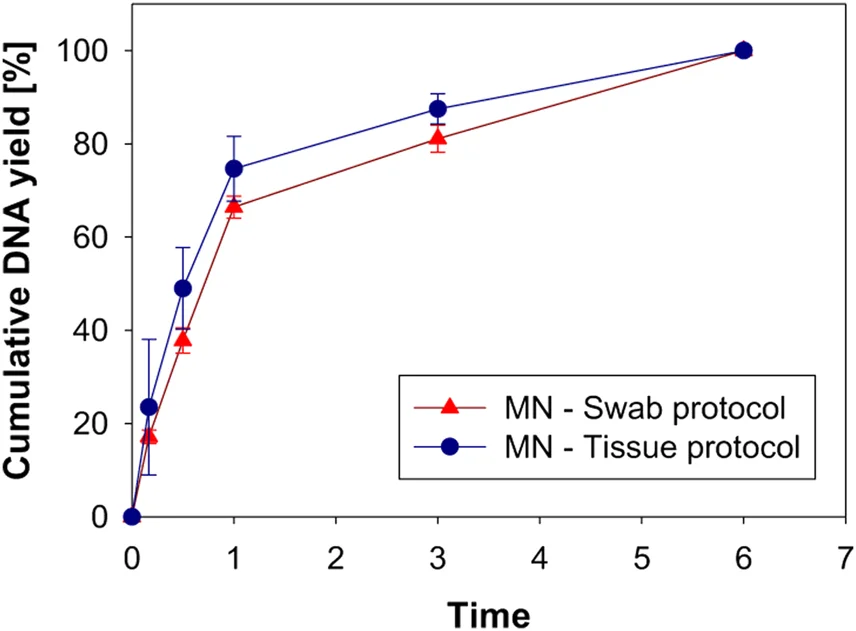 Cumulative DNA yield [%]
100
80
60
40
20
0
MN - Swab protocol
MN - Tissue protocol
0 1 2 3 4 5 6 7
Time